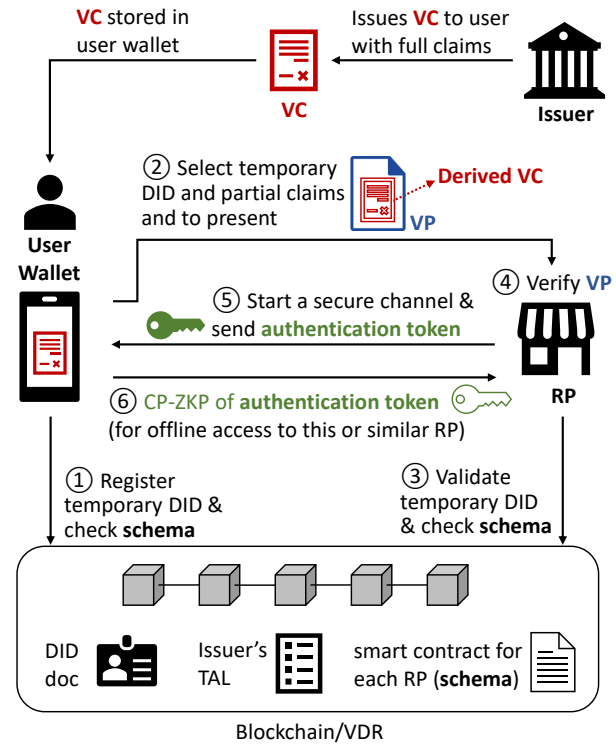 VC stored in
user wallet
Issues VC to user
with full claims
VC
Issuer
② Select temporary
DID and partial claims
and to present
Derived VC
VP
User
Wallet
④ Verify VP
⑤ Start a secure channel &
send authentication token
RP
⑥ CP-ZKP of authentication token
(for offline access to this or similar RP)
① Register
temporary DID &
check schema
③ Validate
temporary DID
& check schema
DID
doc
Issuer's
TAL
smart contract for
each RP (schema)
Blockchain/VDR